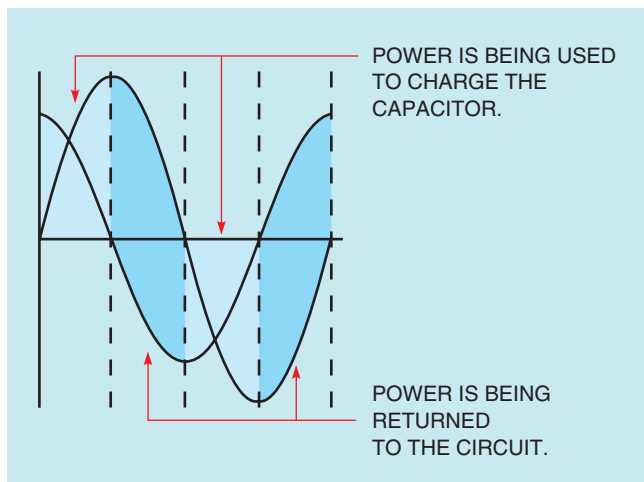 POWER IS BEING USED
TO CHARGE THE
CAPACITOR.
POWER IS BEING
RETURNED
TO THE CIRCUIT.